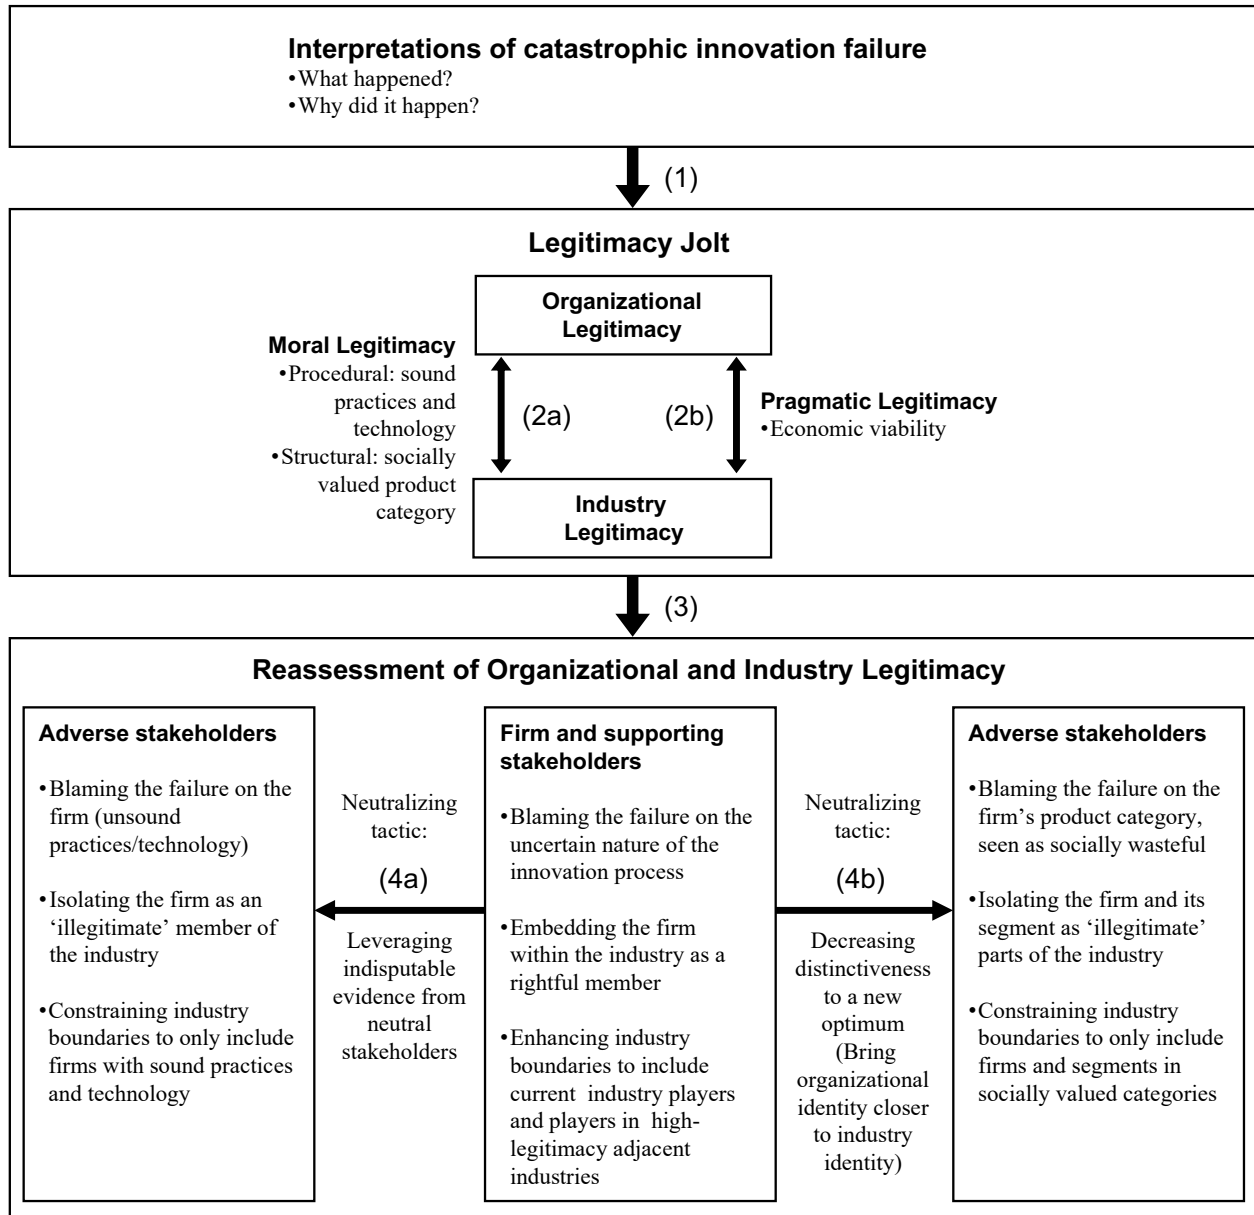 Interpretations of catastrophic innovation failure
•What happened?
•Why did it happen?
(1)
Legitimacy Jolt
Organizational
Legitimacy
Moral Legitimacy
•Procedural: sound
practices and
technology
•Structural: socially
valued product
category
(2a)
(2b)
Pragmatic Legitimacy
•Economic viability
Industry
Legitimacy
(3)
Reassessment of Organizational and Industry Legitimacy
Adverse stakeholders
•Blaming the failure on the
firm (unsound
practices/technology)
•Isolating the firm as an
‘illegitimate’ member of
the industry
•Constraining industry
boundaries to only include
firms with sound practices
and technology
Neutralizing
tactic:
(4a)
Leveraging
indisputable
evidence from
neutral
stakeholders
Firm and supporting
stakeholders
•Blaming the failure on the
uncertain nature of the
innovation process
•Embedding the firm
within the industry as a
rightful member
•Enhancing industry
boundaries to include
current industry players
and players in high-
legitimacy adjacent
industries
Neutralizing
tactic:
(4b)
Decreasing
distinctiveness
to a new
optimum
(Bring
organizational
identity closer
to industry
identity)
Adverse stakeholders
•Blaming the failure on the
firm’s product category,
seen as socially wasteful
•Isolating the firm and its
segment as ‘illegitimate’
parts of the industry
•Constraining industry
boundaries to only include
firms and segments in
socially valued categories